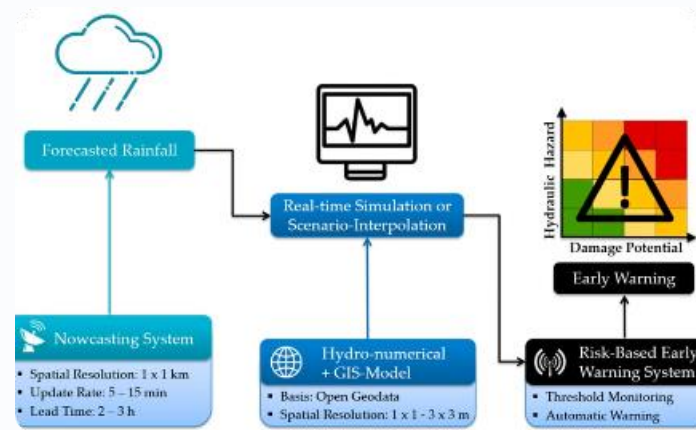 Forecasted Rainfall
Real-time Simulation or
Scenario-Interpolation
Hydraulic Hazard
Damage Potential
Early Warning
Nowcasting System
▪ Spatial Resolution: 1 x 1 km
▪ Update Rate: 5 – 15 min
▪ Lead Time: 2 – 3 h
Hydro-numerical
+ GIS-Model
▪ Basis: Open Geodata
▪ Spatial Resolution: 1 x 1 - 3 x 3 m
Risk-Based Early
Warning System
▪ Threshold Monitoring
▪ Automatic Warning